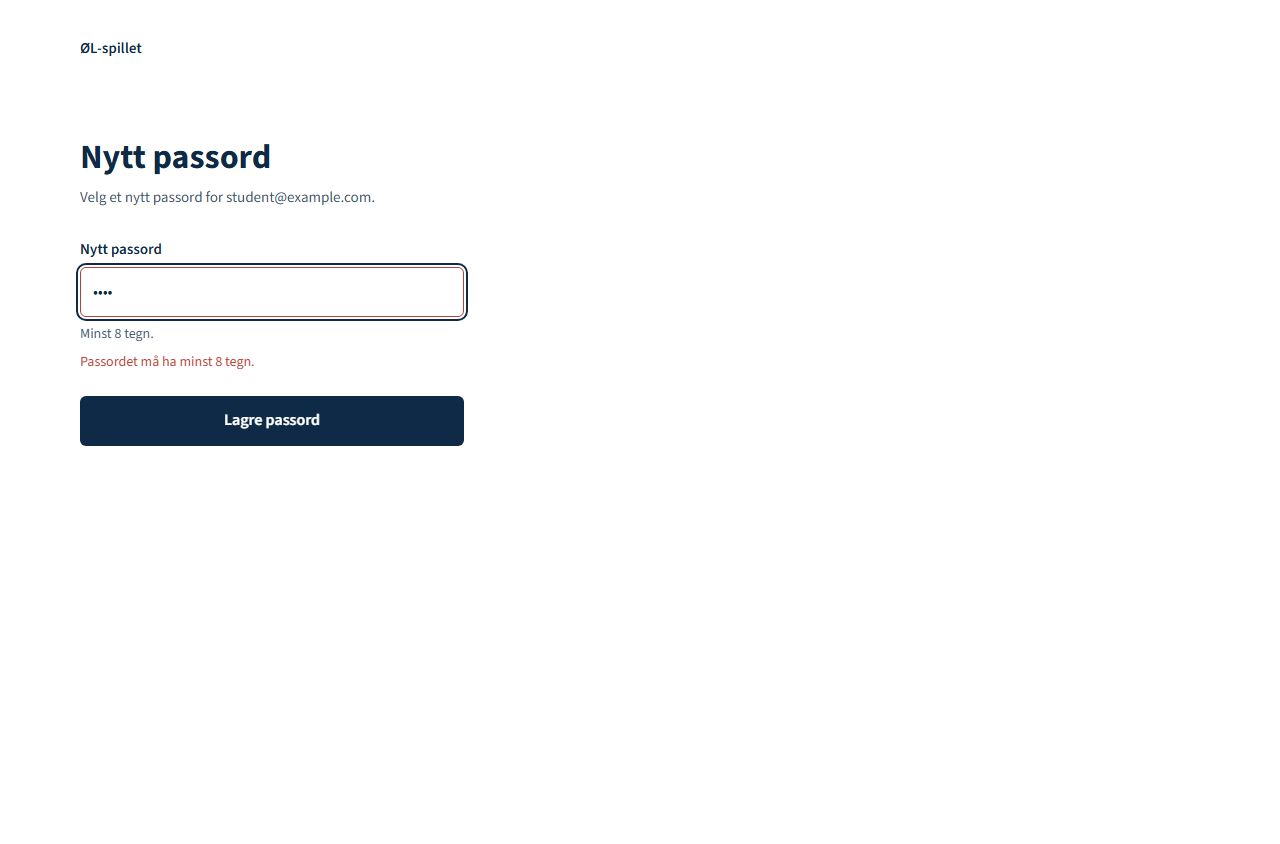 ØL-spillet
Nytt passord
Velg et nytt passord for student@example.com.
Nytt passord
••••
Minst 8 tegn.
Passordet må ha minst 8 tegn.
Lagre passord